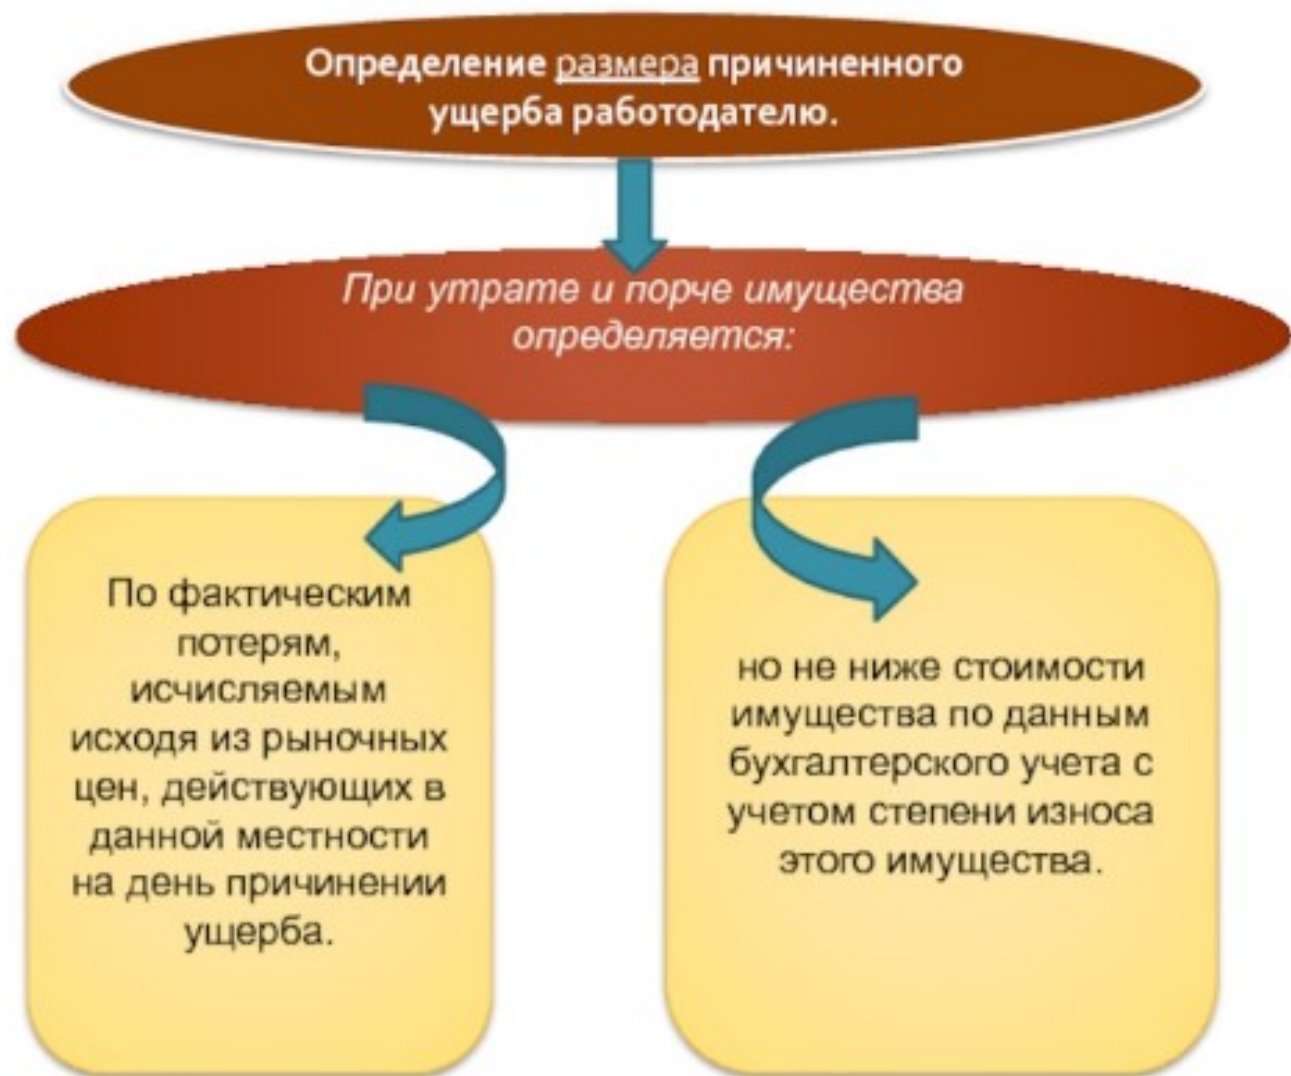 Определение размера причиненного
ущерба работодателю.
При утрате и порче имущества
определяется:
По фактическим
потерям,
исчисляемым
исходя из рыночных
цен, действующих в
данной местности
на день причинении
ущерба.
но не ниже стоимости
имущества по данным
бухгалтерского учета с
учетом степени износа
этого имущества.